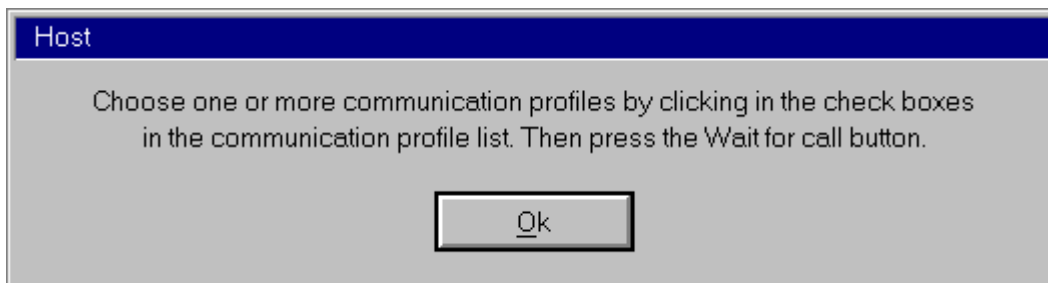 Host
Choose one or more communication profiles by clicking in the check boxes
in the communication profile list. Then press the Wait for call button.
Ok